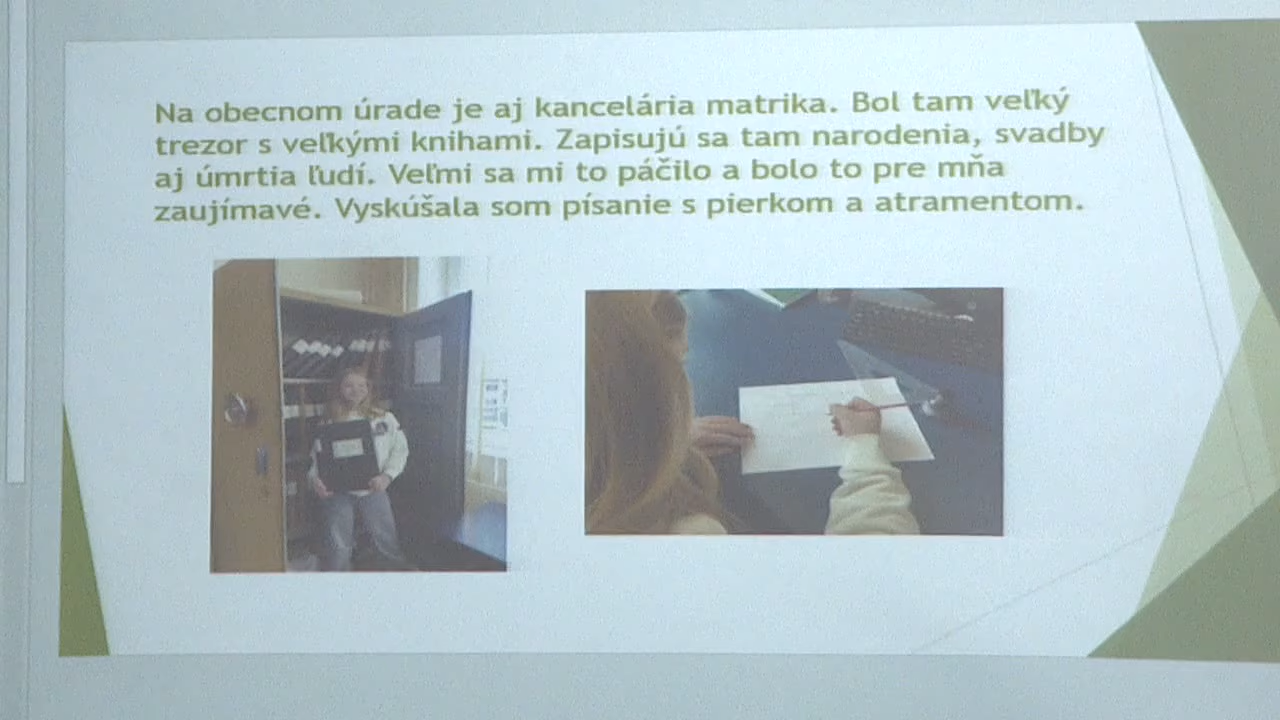 Na obecnom úrade je aj kancelária matrika. Bol tam veľký
trezor s veľkými knihami. Zapisujú sa tam narodenia, svadby
aj úmrtia ľudí. Veľmi sa mi to páčilo a bolo to pre mňa
zaujímavé. Vyskúšala som písanie s pierkom a atramentom.